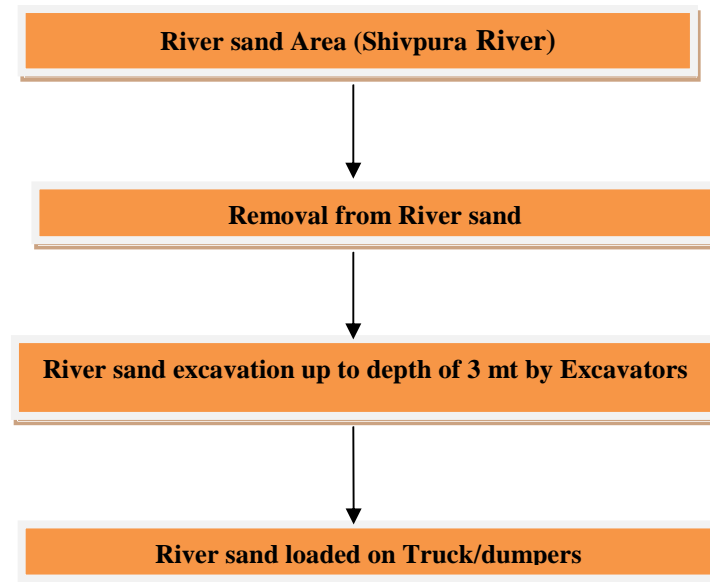 River sand Area (Shivpura River)
Removal from River sand
River sand excavation up to depth of 3 mt by Excavators
River sand loaded on Truck/dumpers